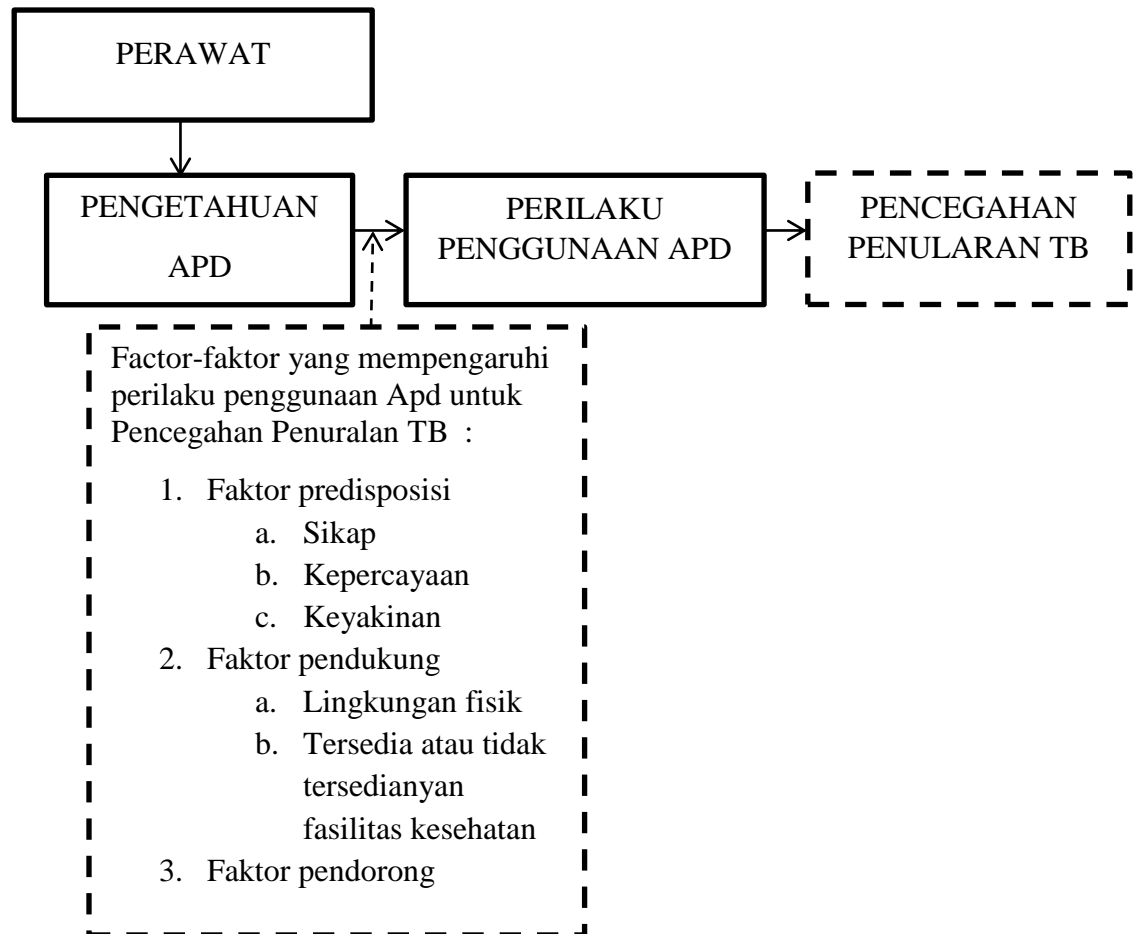 PERAWAT
PENGETAHUAN
APD
PERILAKU
PENGGUNAAN APD
PENCEGAHAN
PENULARAN TB
Factor-faktor yang mempengaruhi
perilaku penggunaan Apd untuk
Pencegahan Penuralan TB :
1. Faktor predisposisi
a. Sikap
b. Kepercayaan
c. Keyakinan
2. Faktor pendukung
a. Lingkungan fisik
b. Tersedia atau tidak
tersedianyan
fasilitas kesehatan
3. Faktor pendorong